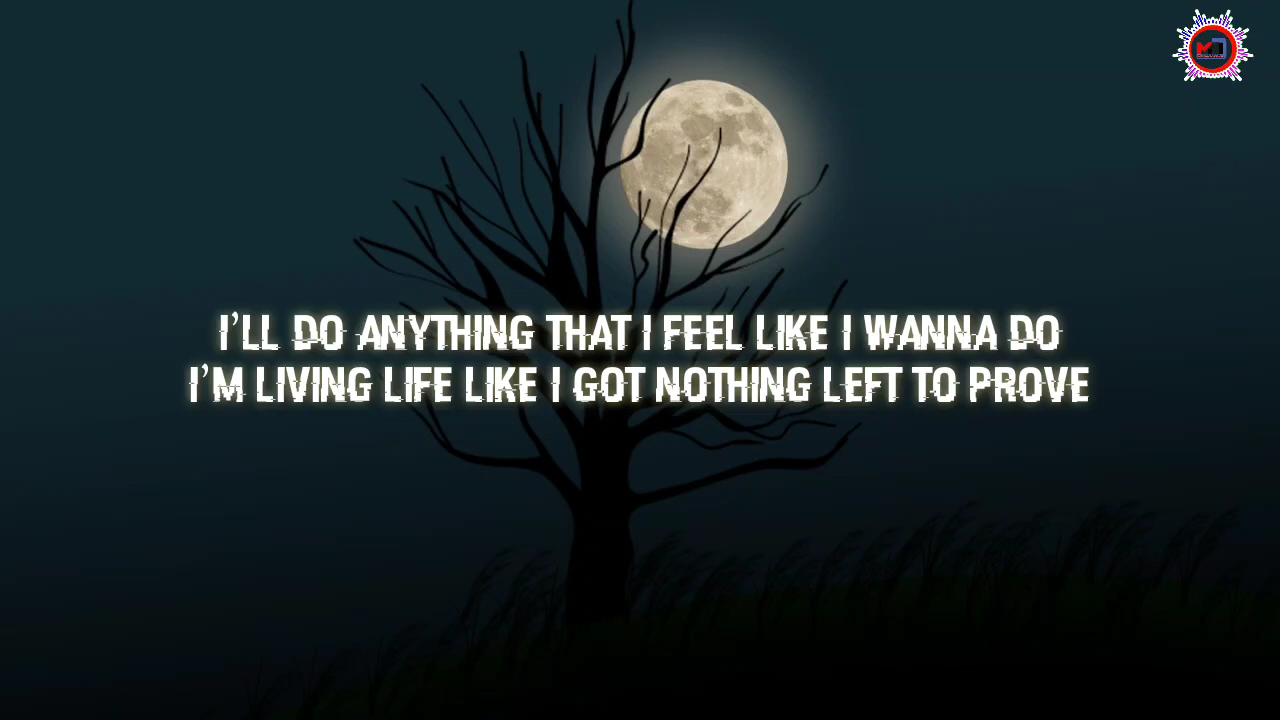 I'LL DO ANYTHING THAT I FEEL LIKE I WANNA DO
I'M LIVING LIFE LIKE I GOT NOTHING LEFT TO PROVE